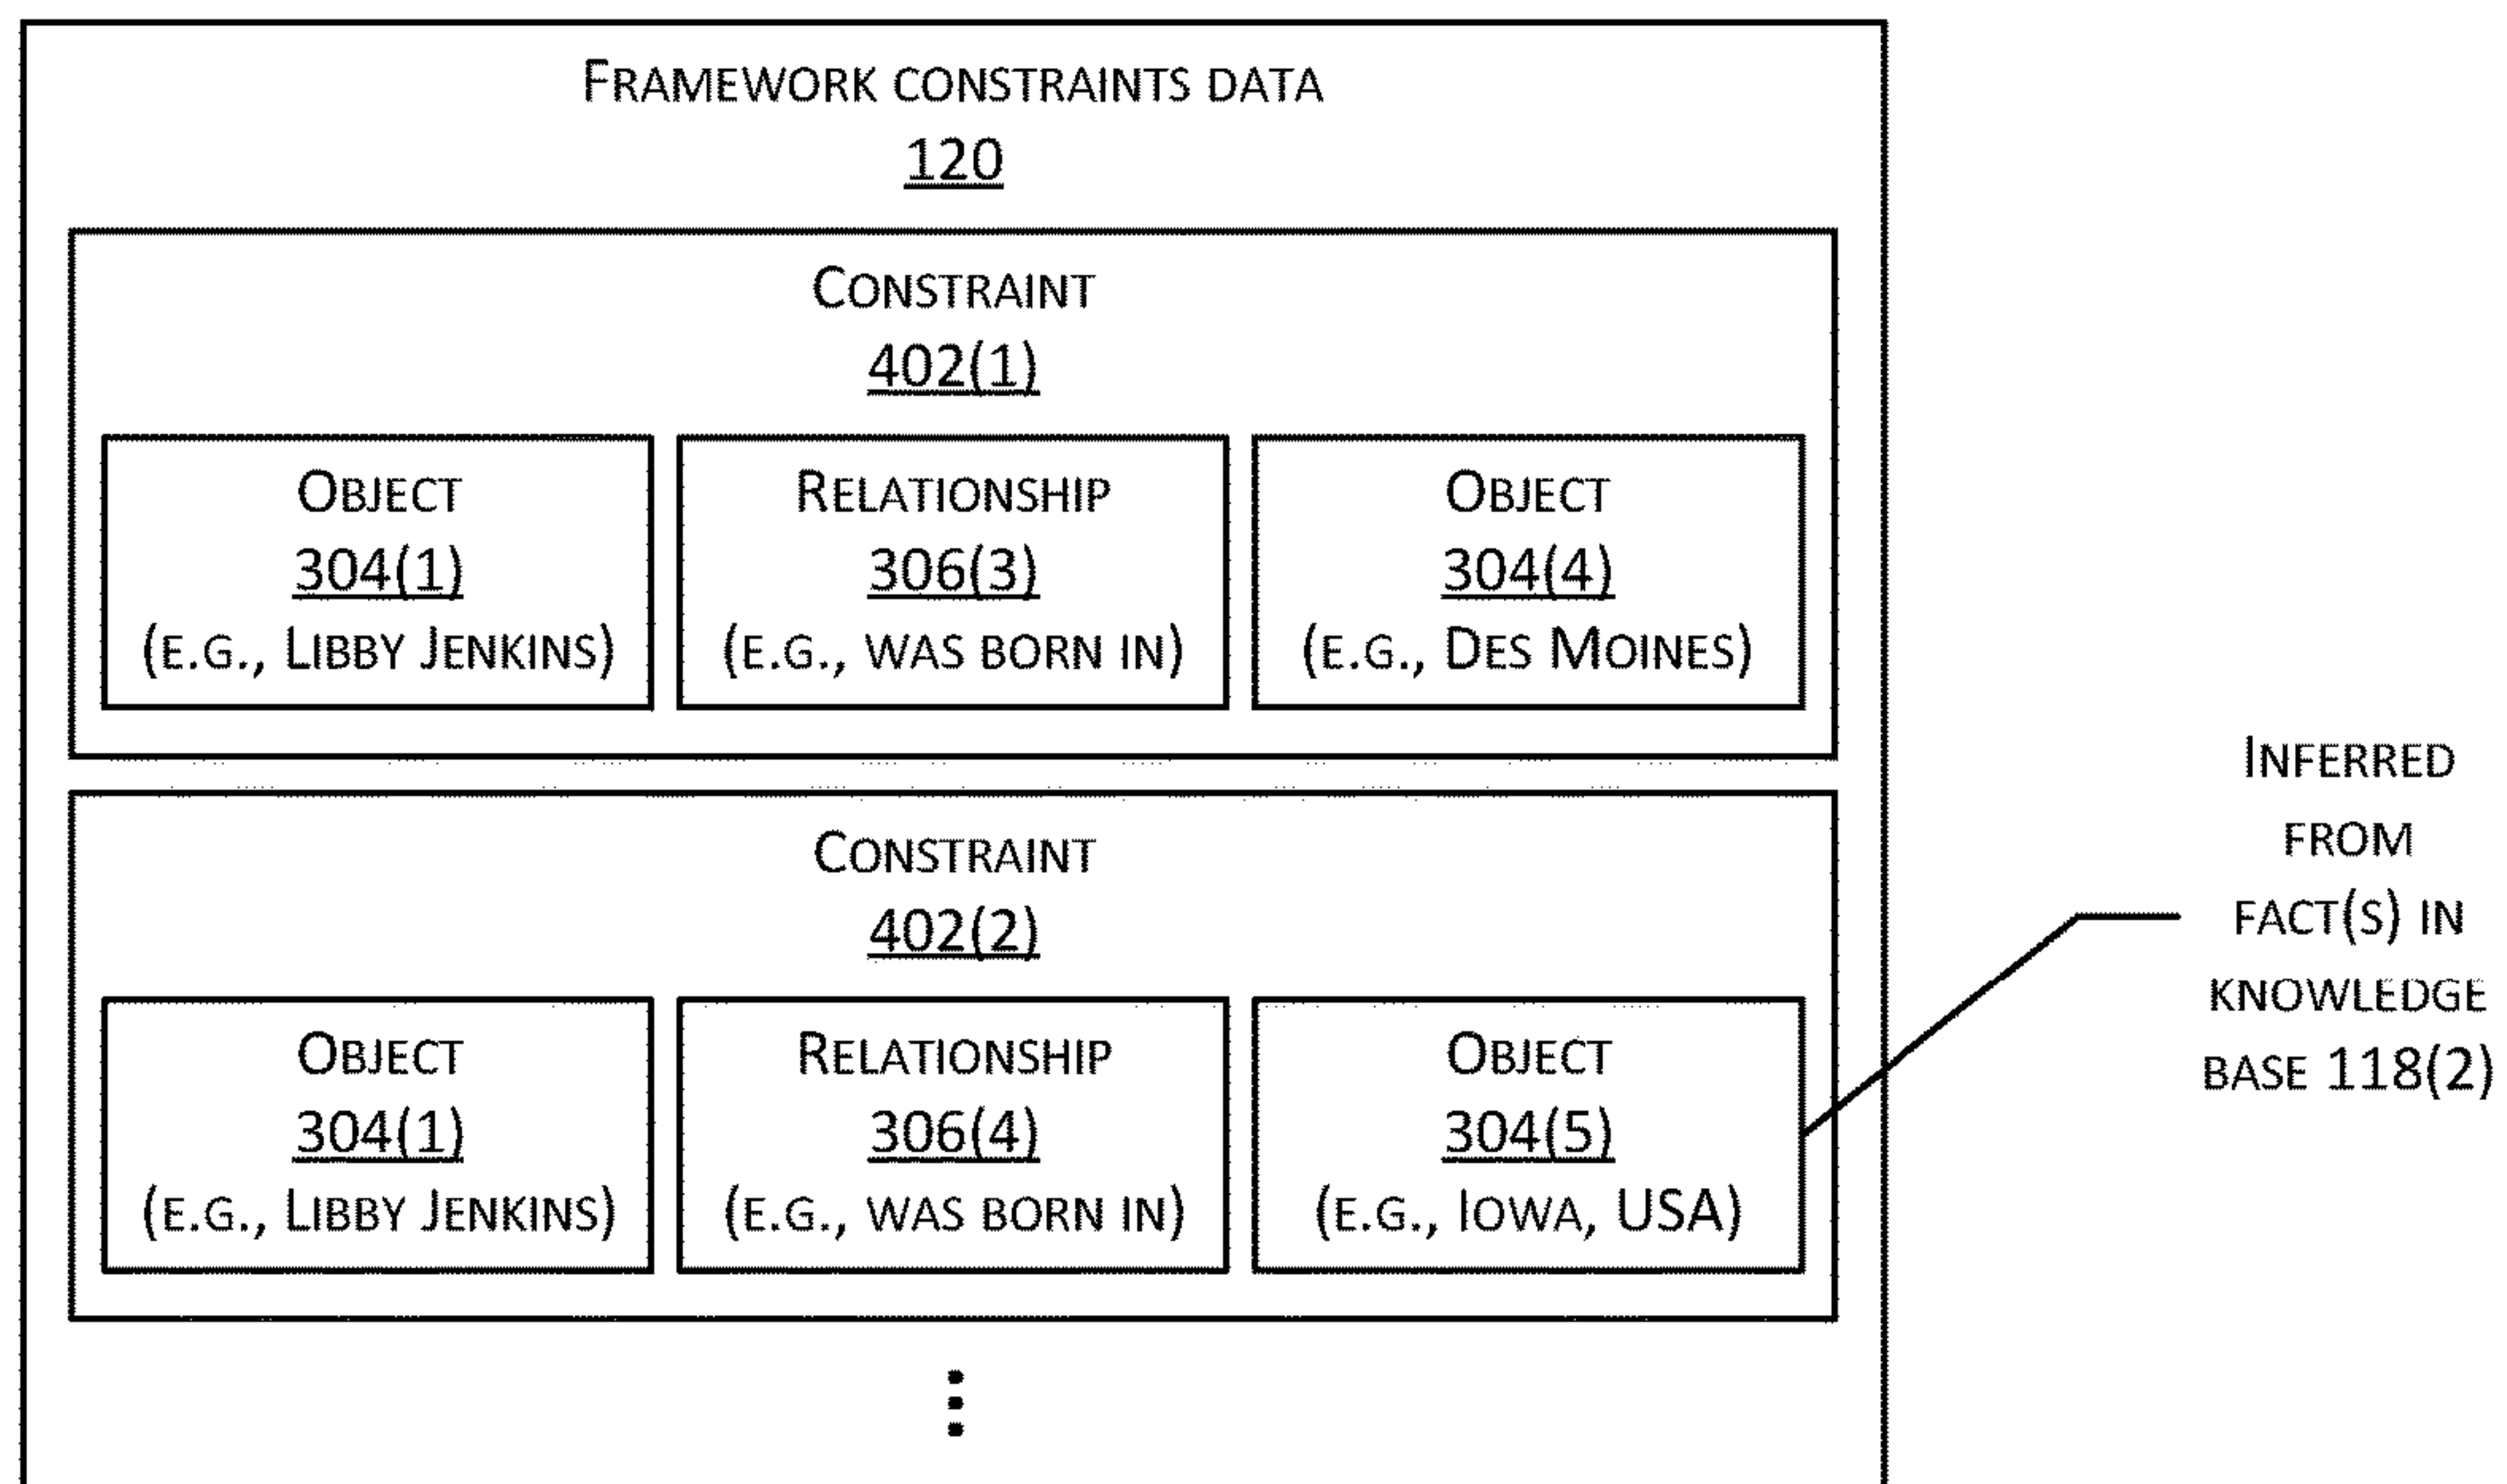 FRAMEWORK CONSTRAINTS DATA
120
CONSTRAINT
402(1)
OBJECT
304(1)
(E.G., LIBBY JENKINS)
RELATIONSHIP
306(3)
(E.G., WAS BORN IN)
OBJECT
304(4)
(E.G., DES MOINES)
CONSTRAINT
402(2)
OBJECT
304(1)
(E.G., LIBBY JENKINS)
RELATIONSHIP
306(4)
(E.G., WAS BORN IN)
OBJECT
304(5)
(E.G., IOWA, USA)
INFERRED
FROM
FACT(S) IN
KNOWLEDGE
BASE 118(2)